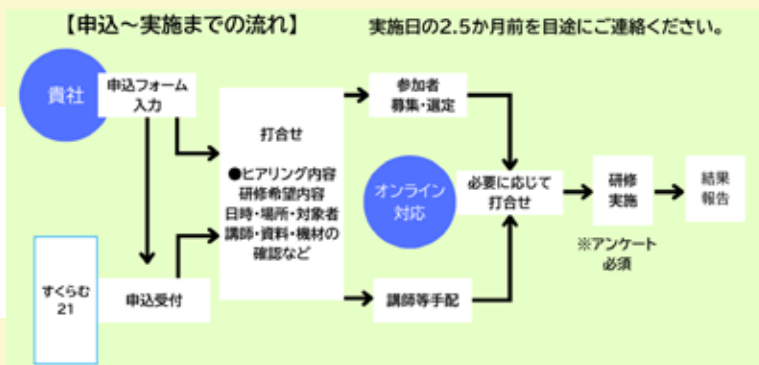 【申込～実施までの流れ】
実施日の2.5か月前を目途にご連絡ください。
貴社
申込フォーム
入力
打合せ
●ヒアリング内容
研修希望内容
日時・場所・対象者
講師・資料・機材の
確認など
参加者
募集・選定
オンライン
対応
必要に応じて
打合せ
研修
実施
結果
報告
※アンケート
必須
すくらむ
21
申込受付
講師等手配